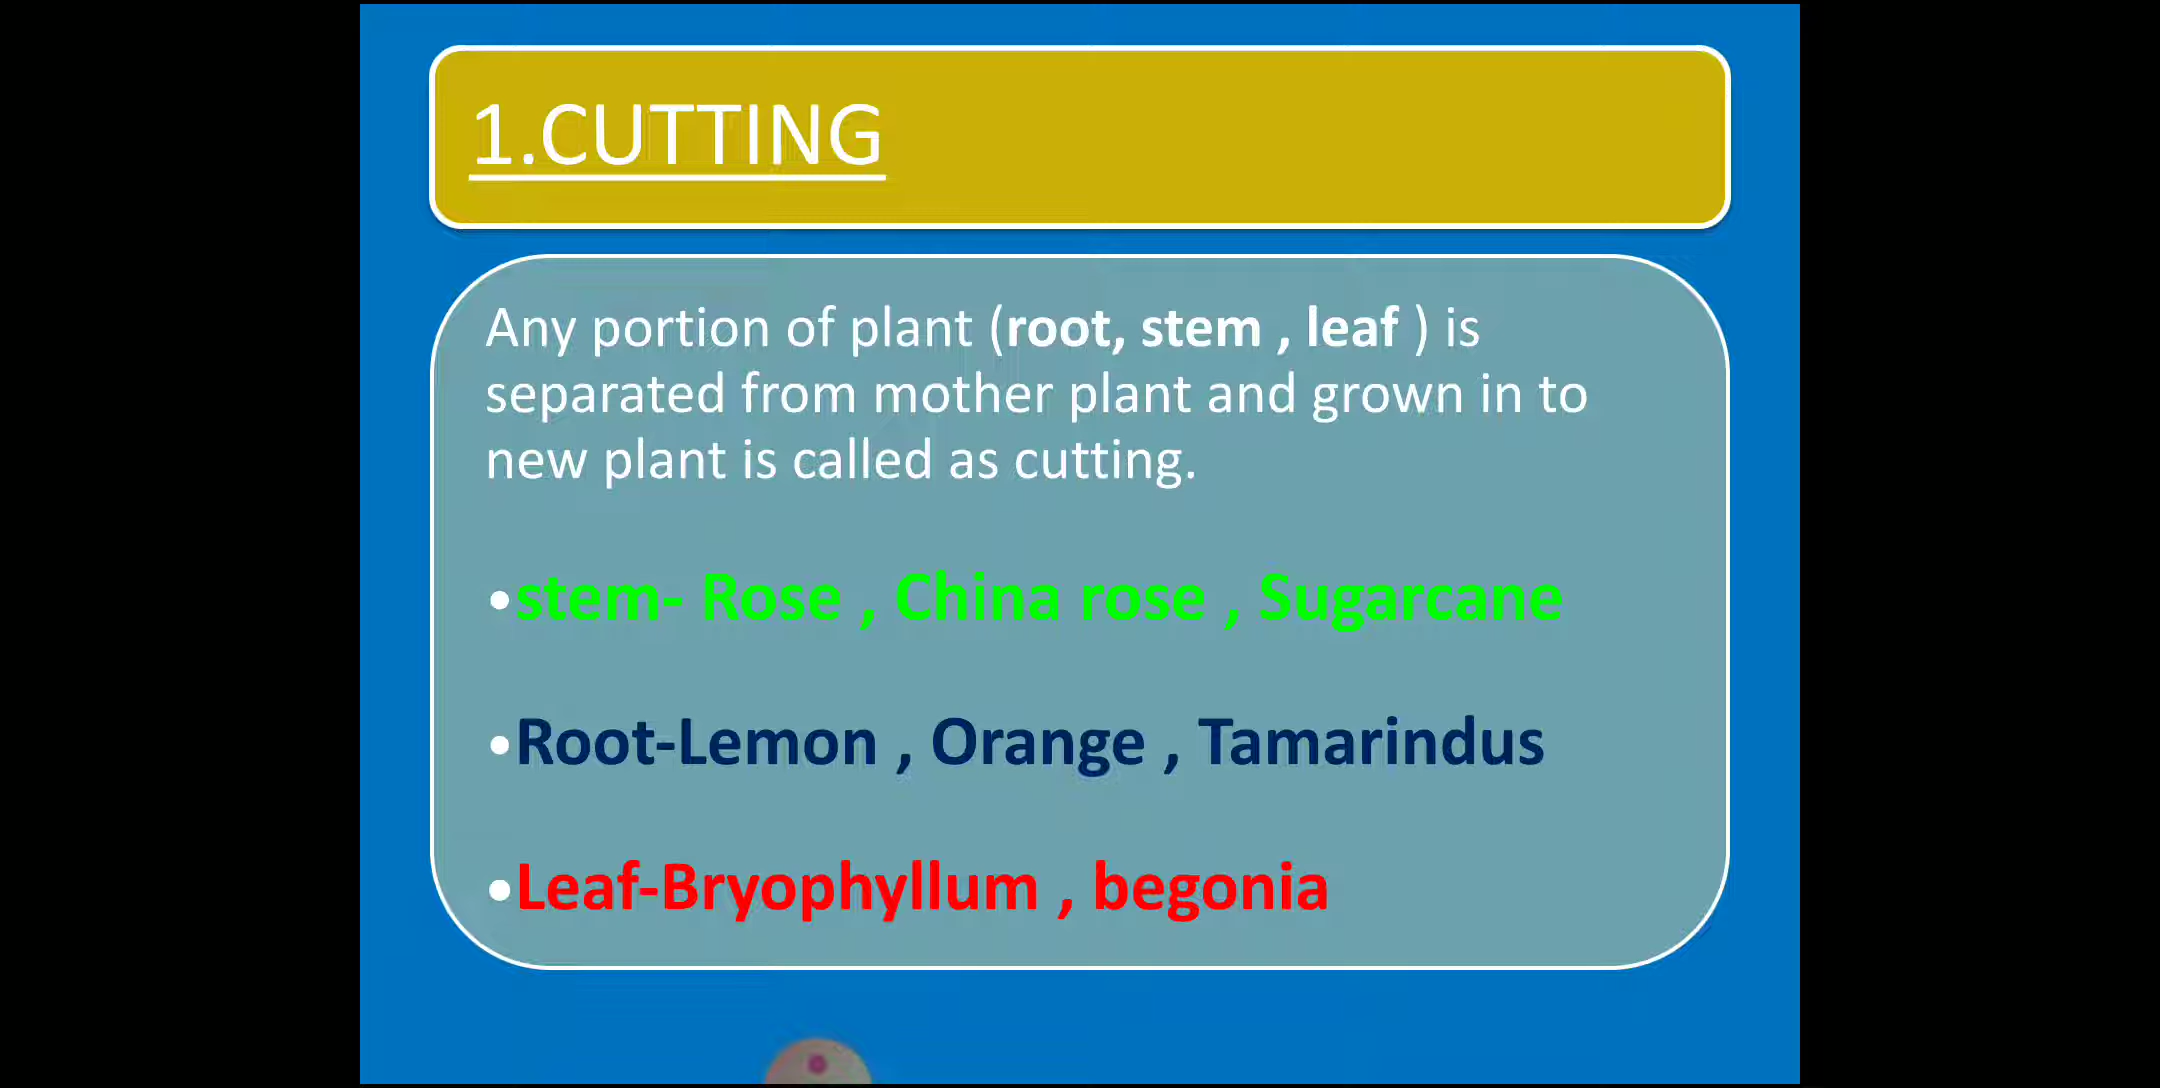 1.CUTTING
Any portion of plant (root, stem , leaf ) is
separated from mother plant and grown in to
new plant is called as cutting.
•stem- Rose , China rose , Sugarcane
•Root-Lemon , Orange , Tamarindus
•Leaf-Bryophyllum , begonia